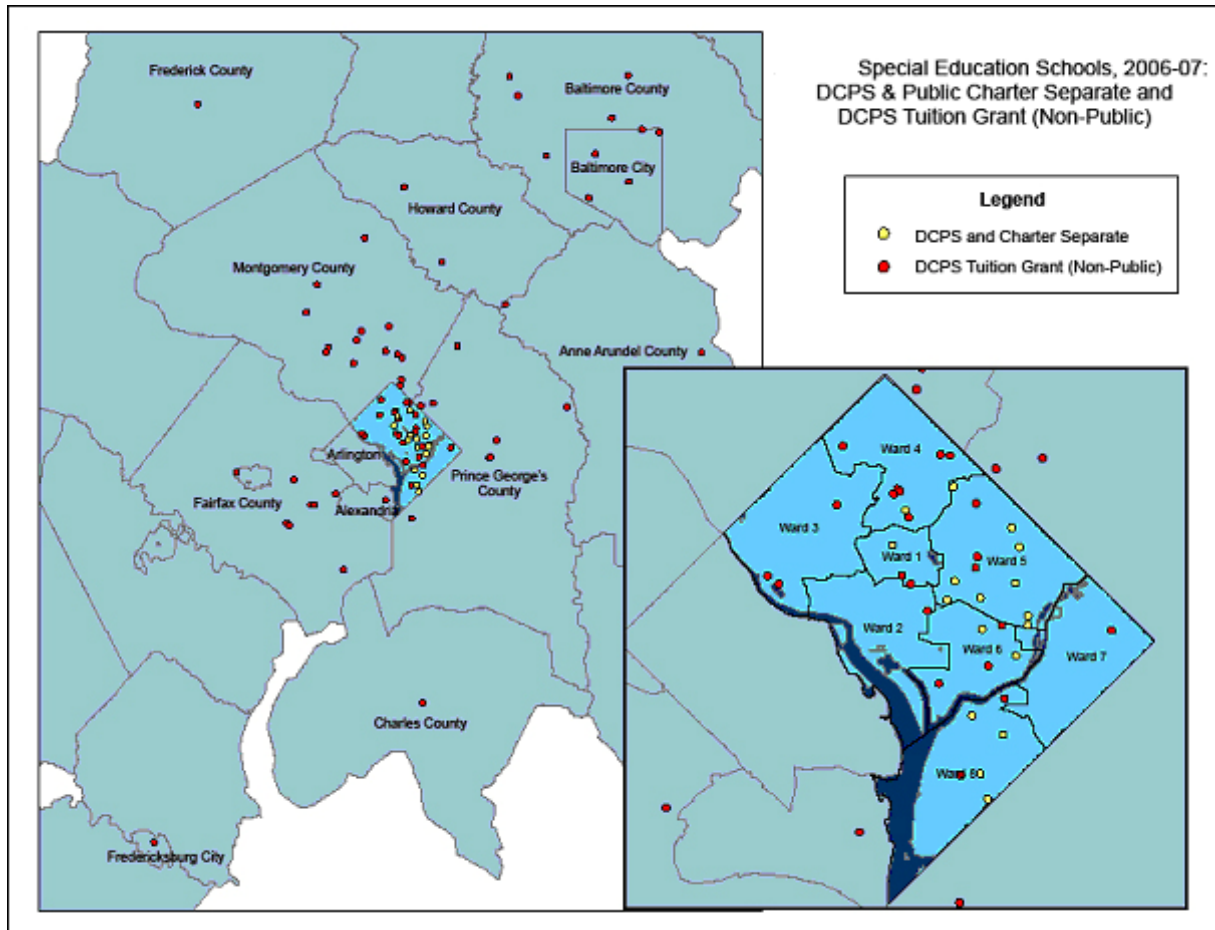 Special Education Schools, 2006-07:
DCPS & Public Charter Separate and
DCPS Tuition Grant (Non-Public)
Legend
DCPS and Charter Separate
DCPS Tuition Grant (Non-Public)
Frederick County
Baltimore County
Baltimore City
Howard County
Montgomery County
Anne Arundel County
Arlington
Prince George's
County
Fairfax County
Alexandria
Charles County
Fredericksburg City
Ward 4
Ward 3
Ward 1
Ward 5
Ward 2
Ward 6
Ward 7
Ward 8